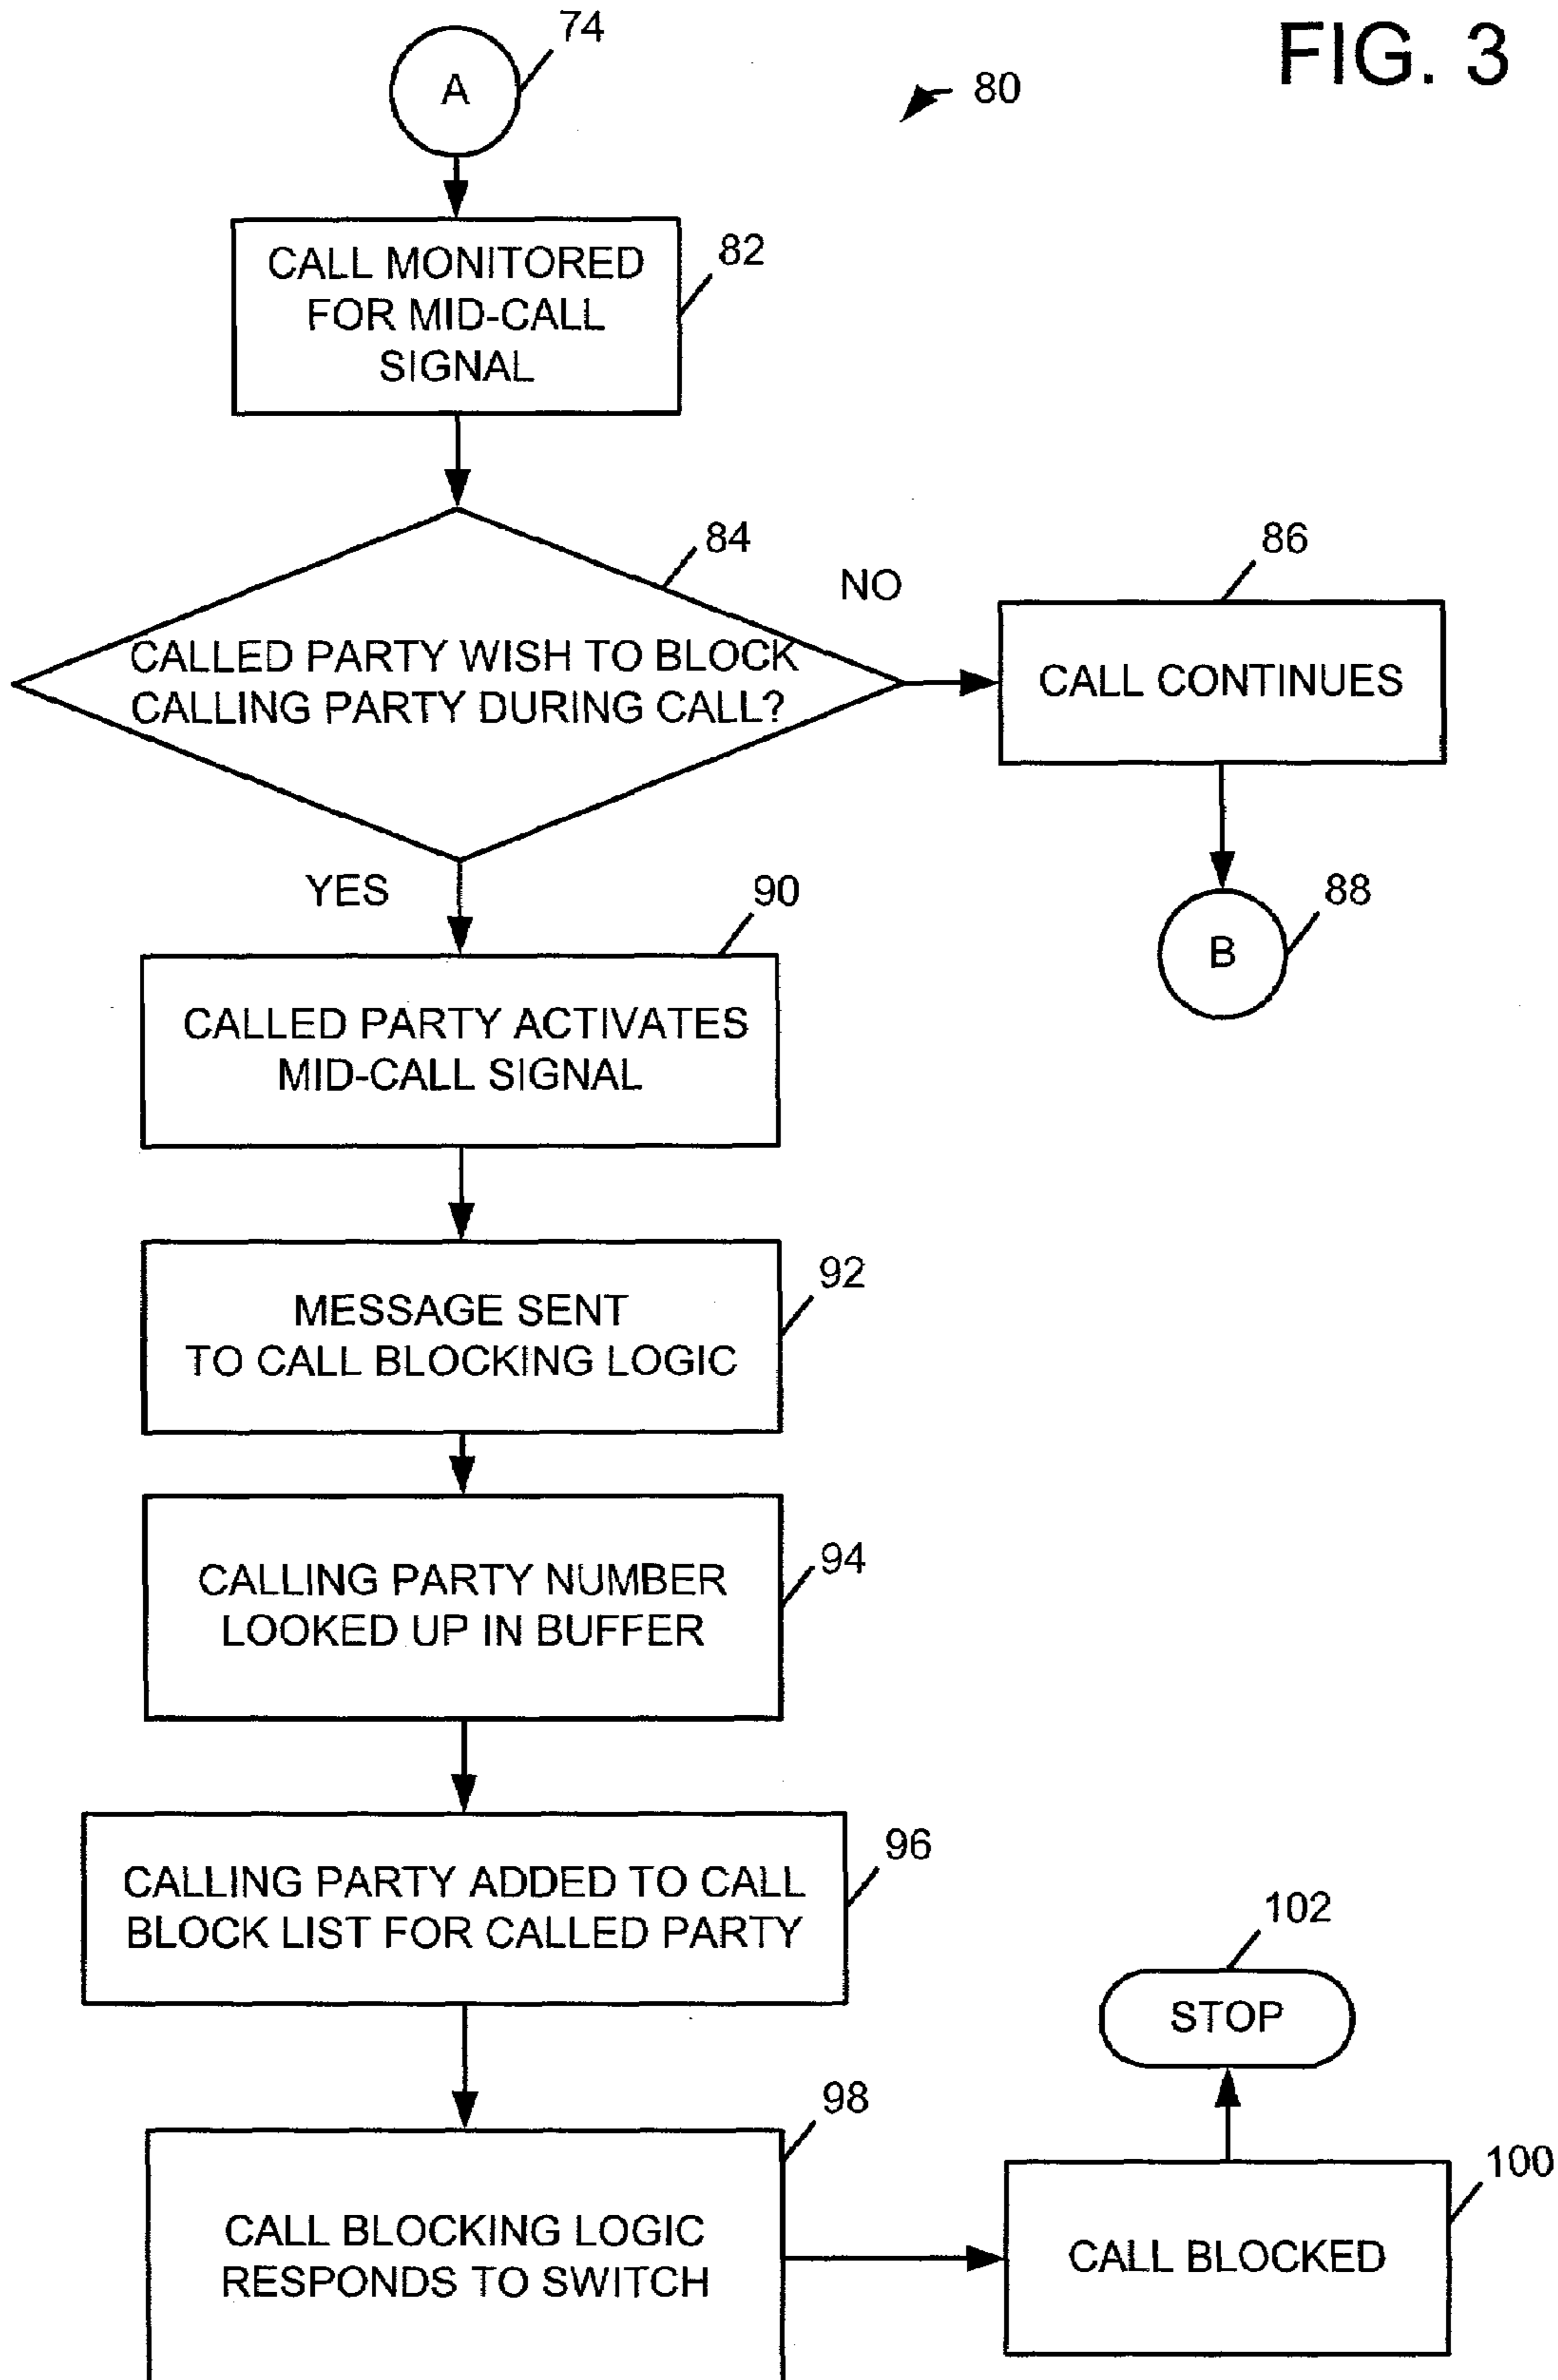 FIG. 3
74
A
80
CALL MONITORED
FOR MID-CALL
SIGNAL
82
84
CALLED PARTY WISH TO BLOCK
CALLING PARTY DURING CALL?
NO
86
CALL CONTINUES
88
B
YES
90
CALLED PARTY ACTIVATES
MID-CALL SIGNAL
92
MESSAGE SENT
TO CALL BLOCKING LOGIC
94
CALLING PARTY NUMBER
LOOKED UP IN BUFFER
96
CALLING PARTY ADDED TO CALL
BLOCK LIST FOR CALLED PARTY
98
CALL BLOCKING LOGIC
RESPONDS TO SWITCH
100
CALL BLOCKED
102
STOP